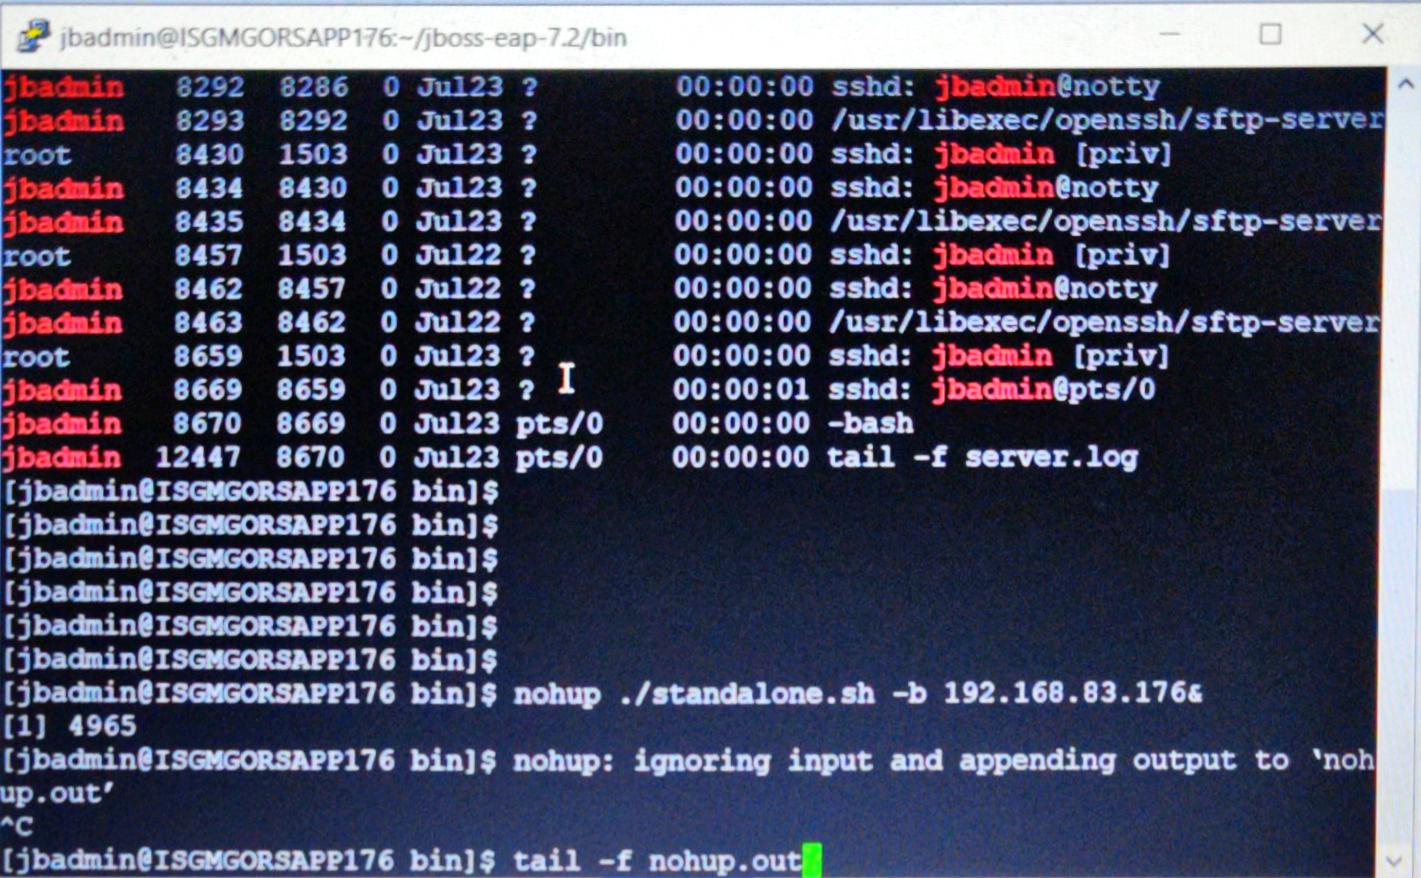 jbadmin@ISGMGORSAPP176:~/jboss-eap-7.2/bin
jbadmin 8292 8286 0 Jul23 ? 00:00:00 sshd: jbadmin@notty
jbadmin 8293 8292 0 Jul23 ? 00:00:00 /usr/libexec/openssh/sftp-server
root 8430 1503 0 Jul23 ? 00:00:00 sshd: jbadmin [priv]
jbadmin 8434 8430 0 Jul23 ? 00:00:00 sshd: jbadmin@notty
jbadmin 8435 8434 0 Jul23 ? 00:00:00 /usr/libexec/openssh/sftp-server
root 8457 1503 0 Jul22 ? 00:00:00 sshd: jbadmin [priv]
jbadmin 8462 8457 0 Jul22 ? 00:00:00 sshd: jbadmin@notty
jbadmin 8463 8462 0 Jul22 ? 00:00:00 /usr/libexec/openssh/sftp-server
root 8659 1503 0 Jul23 ? 00:00:00 sshd: jbadmin [priv]
jbadmin 8669 8659 0 Jul23 ? 00:00:01 sshd: jbadmin@pts/0
jbadmin 8670 8669 0 Jul23 pts/0 00:00:00 -bash
jbadmin 12447 8670 0 Jul23 pts/0 00:00:00 tail -f server.log
[jbadmin@ISGMGORSAPP176 bin]$
[jbadmin@ISGMGORSAPP176 bin]$
[jbadmin@ISGMGORSAPP176 bin]$
[jbadmin@ISGMGORSAPP176 bin]$
[jbadmin@ISGMGORSAPP176 bin]$
[jbadmin@ISGMGORSAPP176 bin]$
[jbadmin@ISGMGORSAPP176 bin]$ nohup ./standalone.sh -b 192.168.83.176&
[1] 4965
[jbadmin@ISGMGORSAPP176 bin]$ nohup: ignoring input and appending output to ‘noh
up.out’
^C
[jbadmin@ISGMGORSAPP176 bin]$ tail -f nohup.out